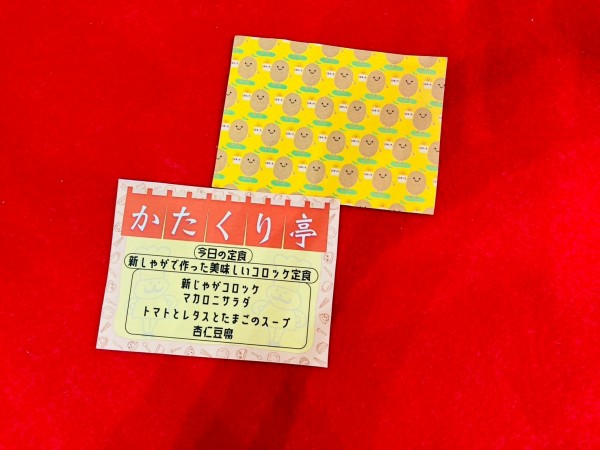 かたくり亭
今日の定食
新じゃがで作った美味しいコロッケ定食
新じゃがコロッケ
マカロニサラダ
トマトとレタスとたまごのスープ
杏仁豆腐